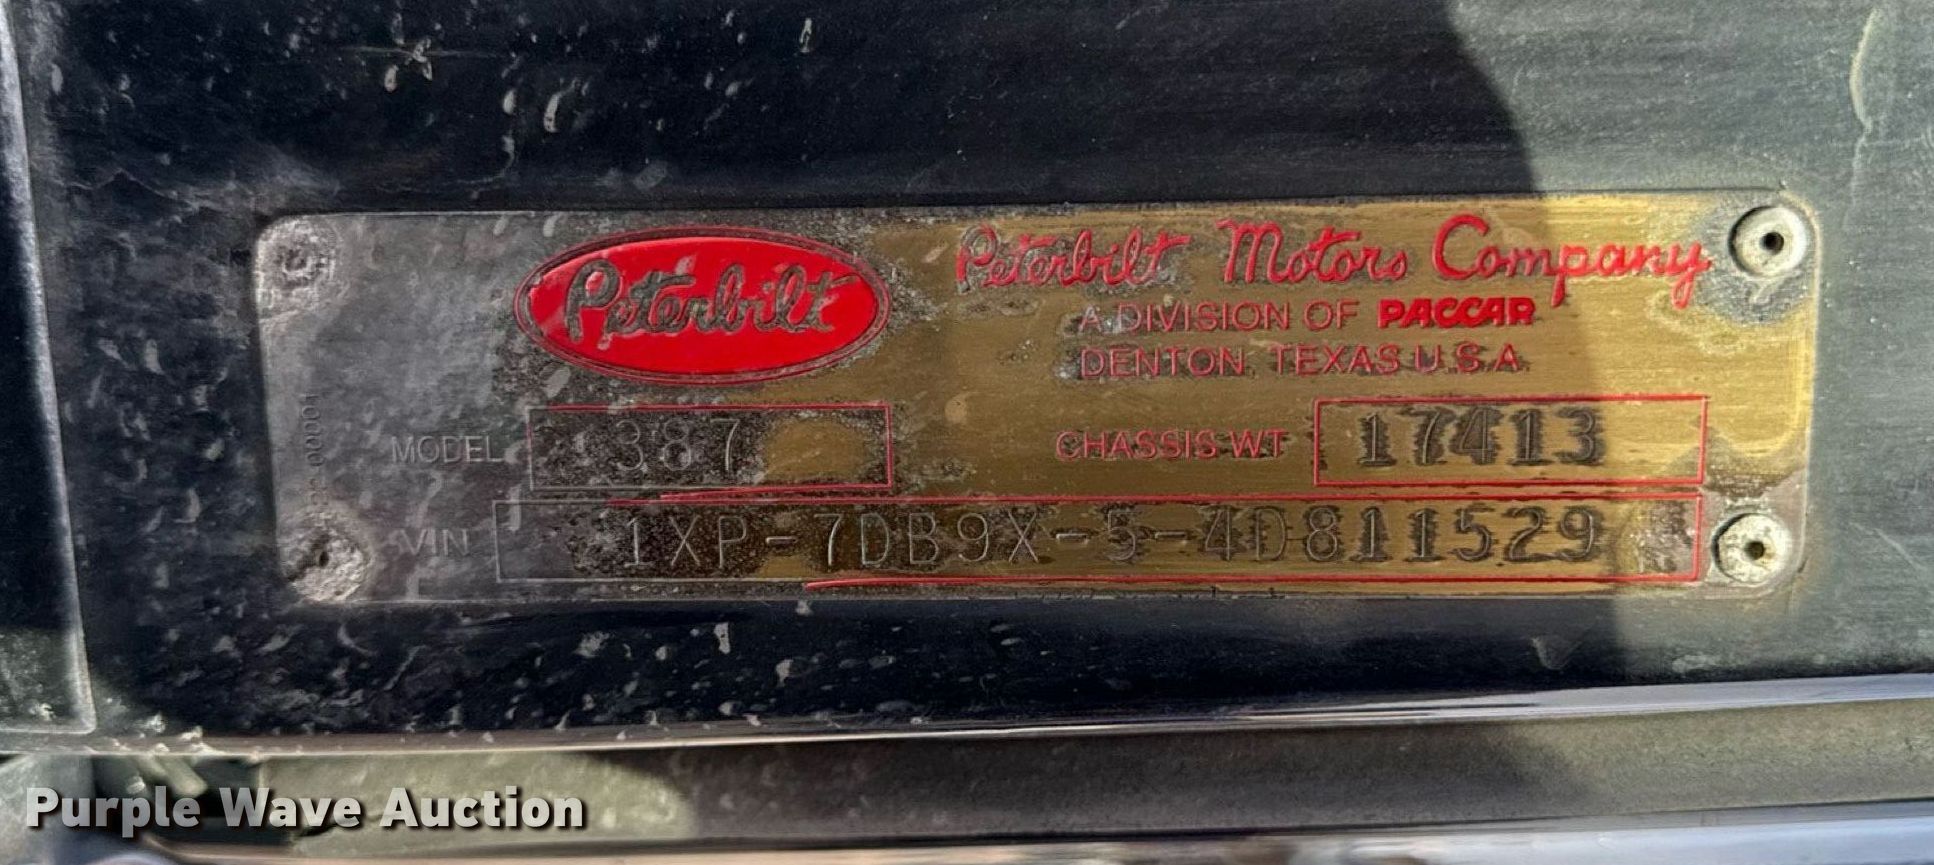 Peterbilt
Peterbilt Motors Company
A DIVISION OF PACCAR
DENTON, TEXAS U.S.A.
MODEL 387
CHASSIS WT 17413
VIN 1XP-7DB9X-5-4D811529
Purple Wave Auction